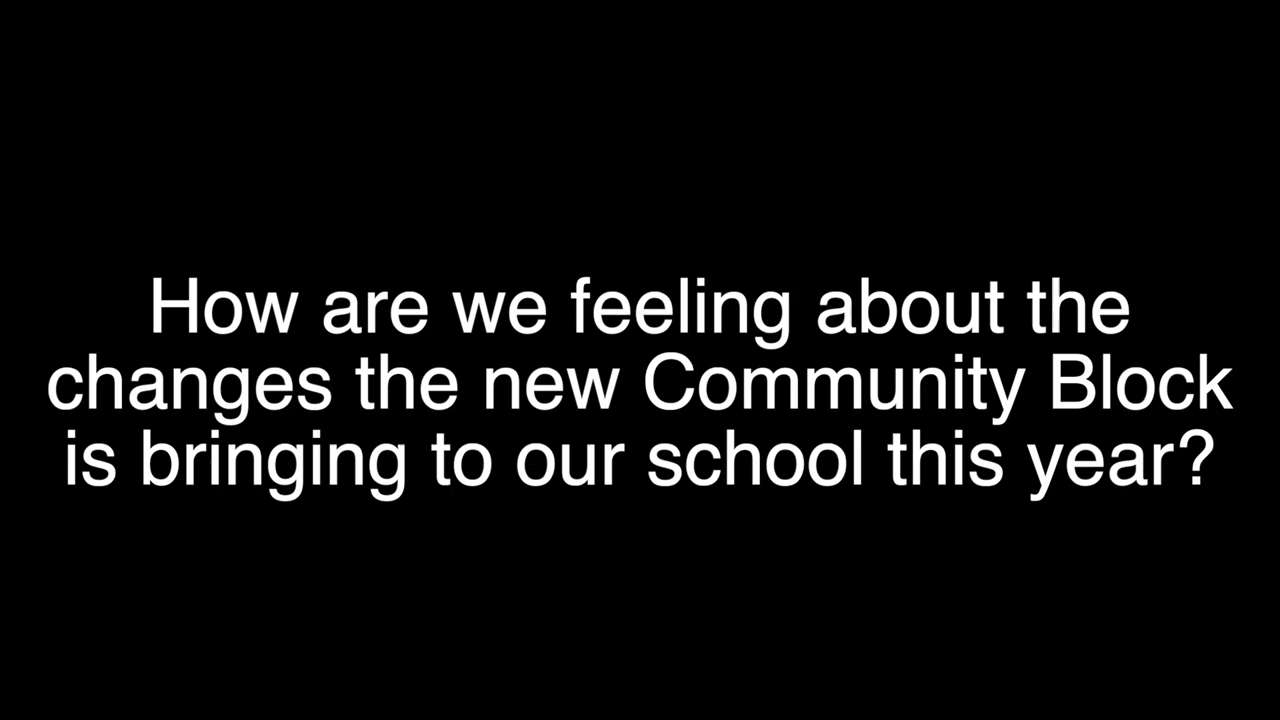 How are we feeling about the
changes the new Community Block
is bringing to our school this year?